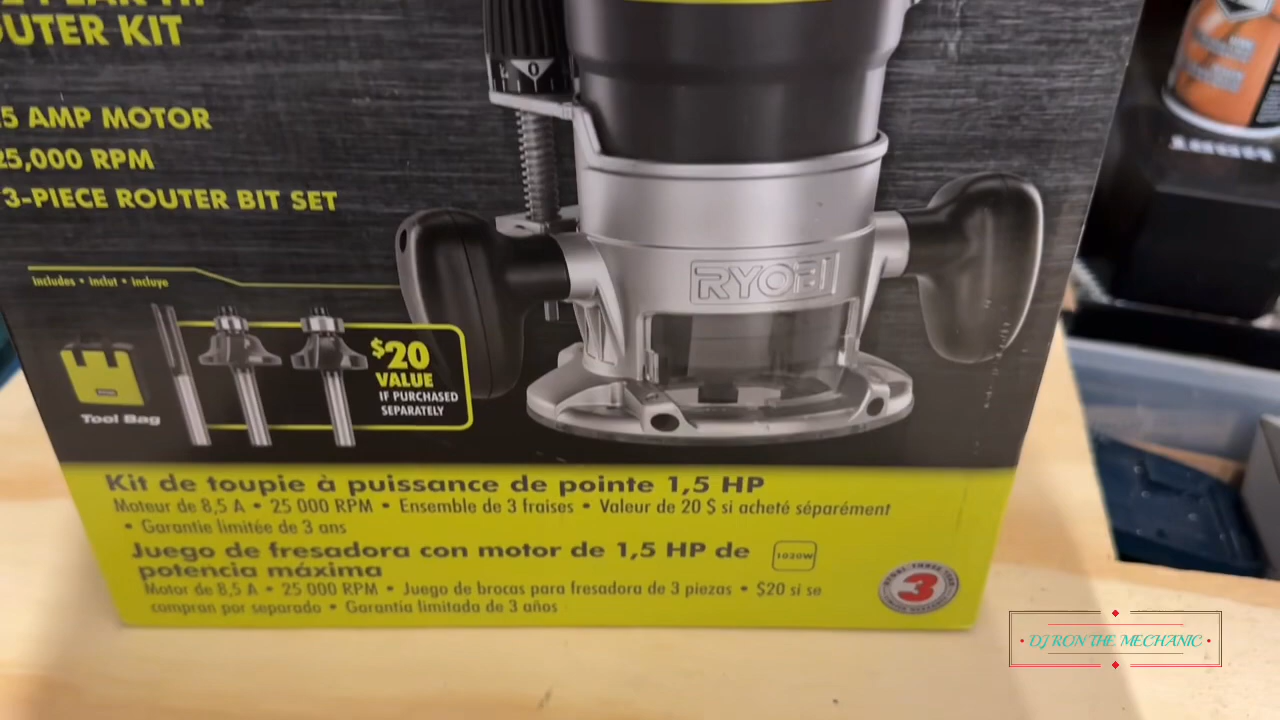 UTER KIT
5 AMP MOTOR
25,000 RPM
3-PIECE ROUTER BIT SET
Includes • Inclut • Incluye
0
RYOBI
$20
VALUE
IF PURCHASED
SEPARATELY
Tool Bag
Kit de toupie à puissance de pointe 1,5 HP
Moteur de 8,5 A • 25 000 RPM • Ensemble de 3 fraises • Valeur de 20 $ si acheté séparément
• Garantie limitée de 3 ans
Juego de fresadora con motor de 1,5 HP de
potencia máxima
1020W
Motor de 8,5 A • 25 000 RPM • Juego de brocas para fresadora de 3 piezas • $20 si se
compran por separado • Garantía limitada de 3 años
3
DJ RON THE MECHANIC